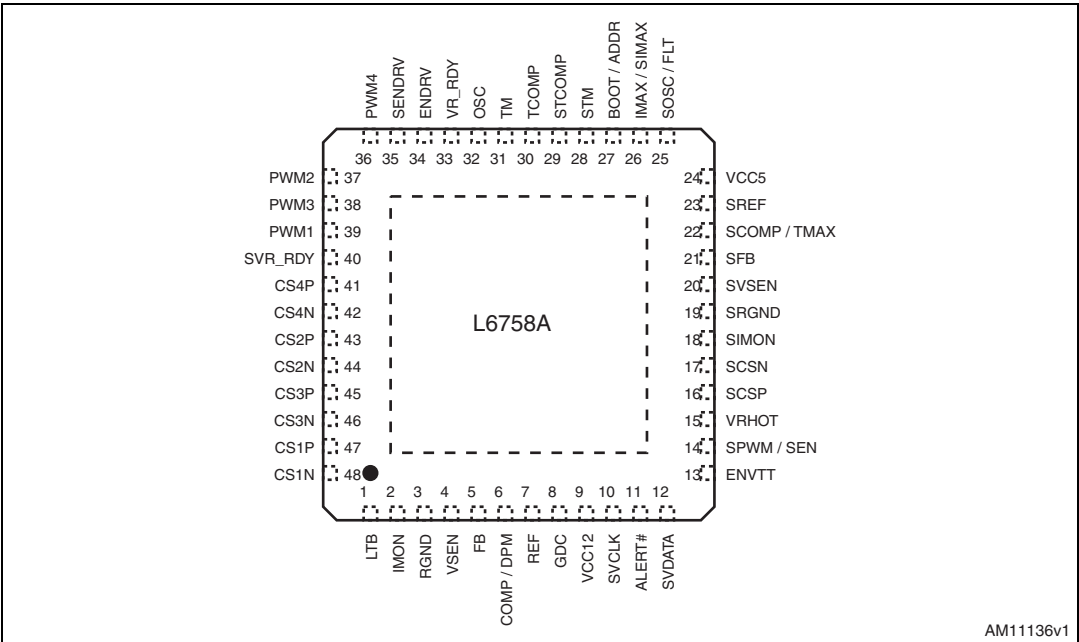 PWM4
SENDRV
ENDRV
VR_RDY
OSC
TM
TCOMP
STCOMP
STM
BOOT / ADDR
IMAX / SIMAX
SOSC / FLT
36 35 34 33 32 31 30 29 28 27 26 25
PWM2 37 24 VCC5
PWM3 38 23 SREF
PWM1 39 22 SCOMP / TMAX
SVR_RDY 40 21 SFB
CS4P 41 20 SVSEN
CS4N 42 19 SRGND
L6758A
CS2P 43 18 SIMON
CS2N 44 17 SCSN
CS3P 45 16 SCSP
CS3N 46 15 VRHOT
CS1P 47 14 SPWM / SEN
CS1N 48 13 ENVTT
1 2 3 4 5 6 7 8 9 10 11 12
LTB
IMON
RGND
VSEN
FB
COMP / DPM
REF
GDC
VCC12
SVCLK
ALERT#
SVDATA
AM11136v1